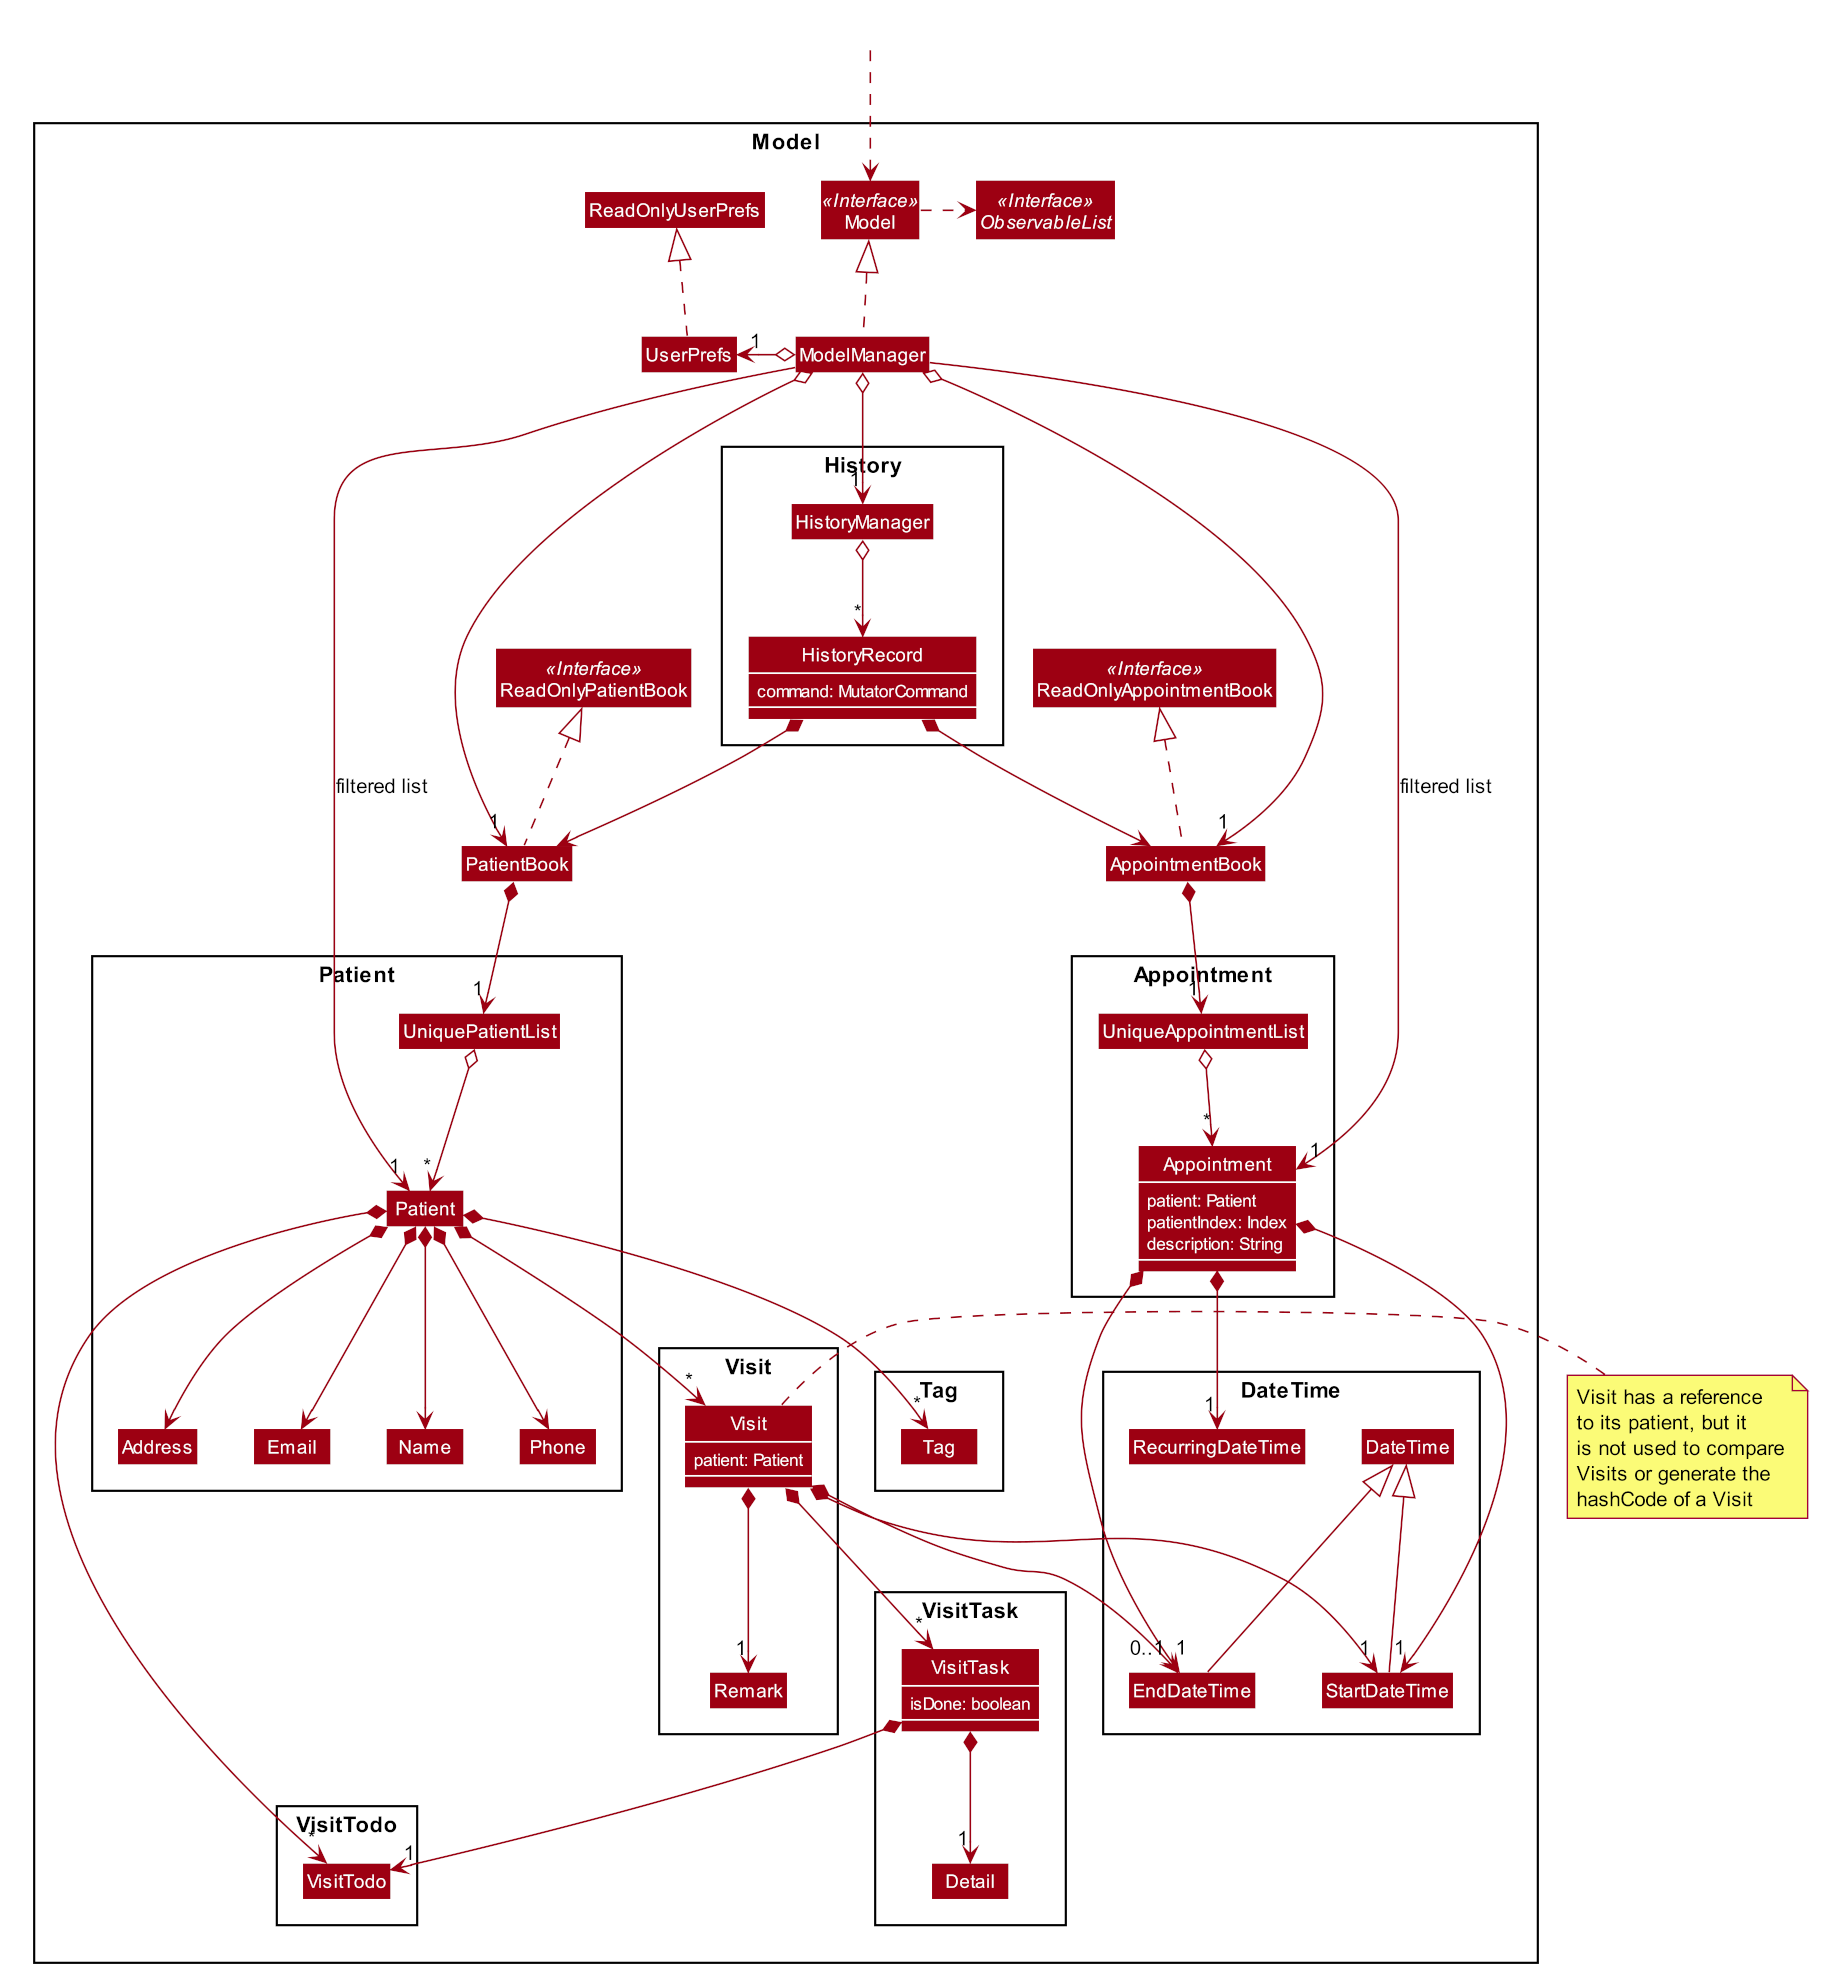 Model
ReadOnlyUserPrefs
«Interface»
Model
«Interface»
ObservableList
UserPrefs
1
ModelManager
History
1
HistoryManager
*
HistoryRecord
command: MutatorCommand
«Interface»
ReadOnlyPatientBook
«Interface»
ReadOnlyAppointmentBook
filtered list
filtered list
1
1
PatientBook
AppointmentBook
Patient
Appointment
1
1
UniquePatientList
UniqueAppointmentList
*
1
1
*
Appointment
Patient
patient: Patient
patientIndex: Index
description: String
Visit
Tag
DateTime
*
*
1
Visit
patient: Patient
Address
Email
Name
Phone
Tag
RecurringDateTime
DateTime
Visit has a reference
to its patient, but it
is not used to compare
Visits or generate the
hashCode of a Visit
VisitTask
*
1
0..1
1
1
1
VisitTask
isDone: boolean
Remark
EndDateTime
StartDateTime
VisitTodo
*
1
1
VisitTodo
Detail